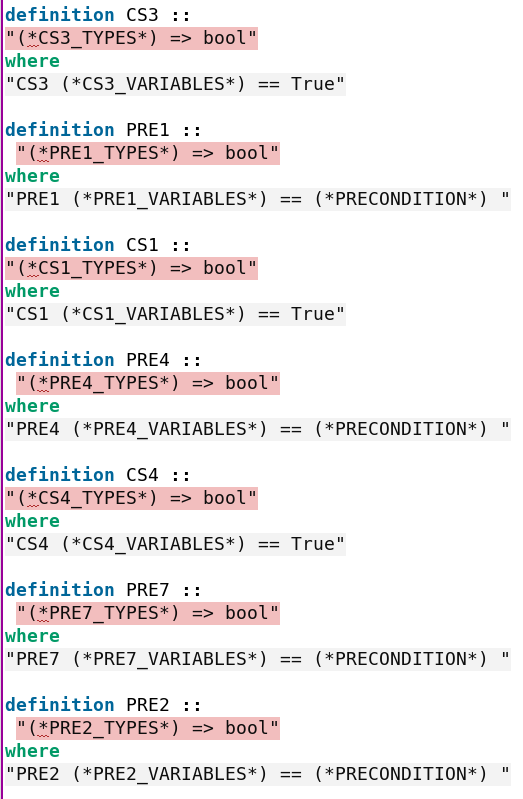 definition CS3 ::
"(*CS3_TYPES*) => bool"
where
"CS3 (*CS3_VARIABLES*) == True"
definition PRE1 ::
"(*PRE1_TYPES*) => bool"
where
"PRE1 (*PRE1_VARIABLES*) == (*PRECONDITION*) "
definition CS1 ::
"(*CS1_TYPES*) => bool"
where
"CS1 (*CS1_VARIABLES*) == True"
definition PRE4 ::
"(*PRE4_TYPES*) => bool"
where
"PRE4 (*PRE4_VARIABLES*) == (*PRECONDITION*) "
definition CS4 ::
"(*CS4_TYPES*) => bool"
where
"CS4 (*CS4_VARIABLES*) == True"
definition PRE7 ::
"(*PRE7_TYPES*) => bool"
where
"PRE7 (*PRE7_VARIABLES*) == (*PRECONDITION*) "
definition PRE2 ::
"(*PRE2_TYPES*) => bool"
where
"PRE2 (*PRE2_VARIABLES*) == (*PRECONDITION*) "